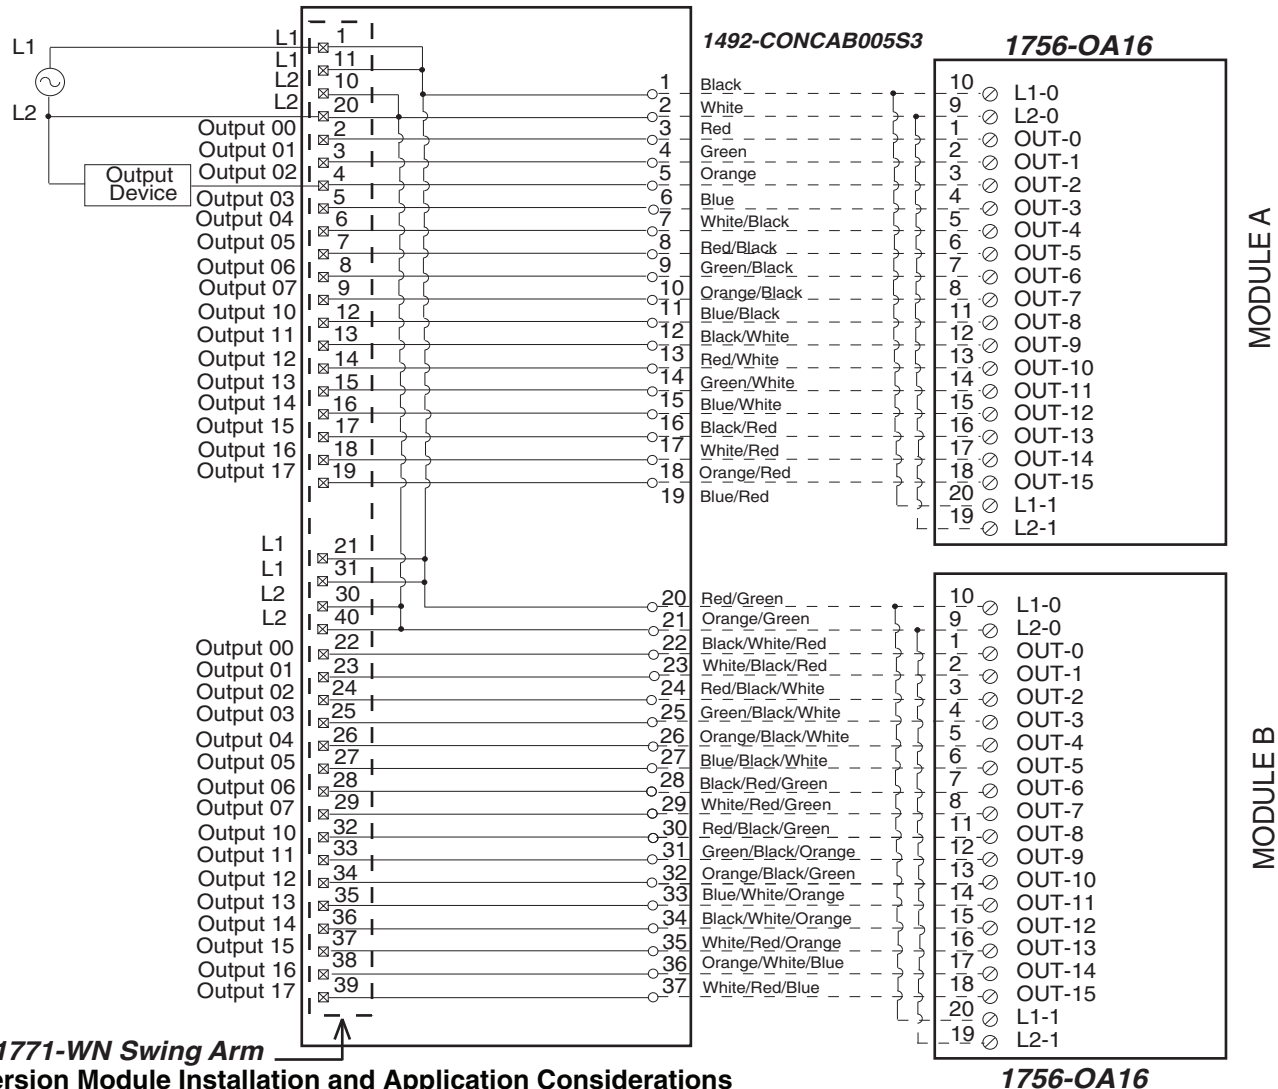 1492-CONCAB005S3
1756-OA16
L1
L2
L1 1
L1 11
L2 10
L2 20
Output 00 2
Output 01 3
Output 02 4
Output Device
Output 03 5
Output 04 6
Output 05 7
Output 06 8
Output 07 9
Output 10 12
Output 11 13
Output 12 14
Output 13 15
Output 14 16
Output 15 17
Output 16 18
Output 17 19
1 Black 10 L1-0
2 White 9 L2-0
3 Red 1 OUT-0
4 Green 2 OUT-1
5 Orange 3 OUT-2
6 Blue 4 OUT-3
7 White/Black 5 OUT-4
8 Red/Black 6 OUT-5
9 Green/Black 7 OUT-6
10 Orange/Black 8 OUT-7
11 Blue/Black 11 OUT-8
12 Black/White 12 OUT-9
13 Red/White 13 OUT-10
14 Green/White 14 OUT-11
15 Blue/White 15 OUT-12
16 Black/Red 16 OUT-13
17 White/Red 17 OUT-14
18 Orange/Red 18 OUT-15
19 Blue/Red 20 L1-1
19 L2-1
MODULE A
L1 21
L1 31
L2 30
L2 40
Output 00 22
Output 01 23
Output 02 24
Output 03 25
Output 04 26
Output 05 27
Output 06 28
Output 07 29
Output 10 32
Output 11 33
Output 12 34
Output 13 35
Output 14 36
Output 15 37
Output 16 38
Output 17 39
20 Red/Green 10 L1-0
21 Orange/Green 9 L2-0
22 Black/White/Red 1 OUT-0
23 White/Black/Red 2 OUT-1
24 Red/Black/White 3 OUT-2
25 Green/Black/White 4 OUT-3
26 Orange/Black/White 5 OUT-4
27 Blue/Black/White 6 OUT-5
28 Black/Red/Green 7 OUT-6
29 White/Red/Green 8 OUT-7
30 Red/Black/Green 11 OUT-8
31 Green/Black/Orange 12 OUT-9
32 Orange/Black/Green 13 OUT-10
33 Blue/White/Orange 14 OUT-11
34 Black/White/Orange 15 OUT-12
35 White/Red/Orange 16 OUT-13
36 Orange/White/Blue 17 OUT-14
37 White/Red/Blue 18 OUT-15
20 L1-1
19 L2-1
MODULE B
1771-WN Swing Arm
ersion Module Installation and Application Considerations
1756-OA16